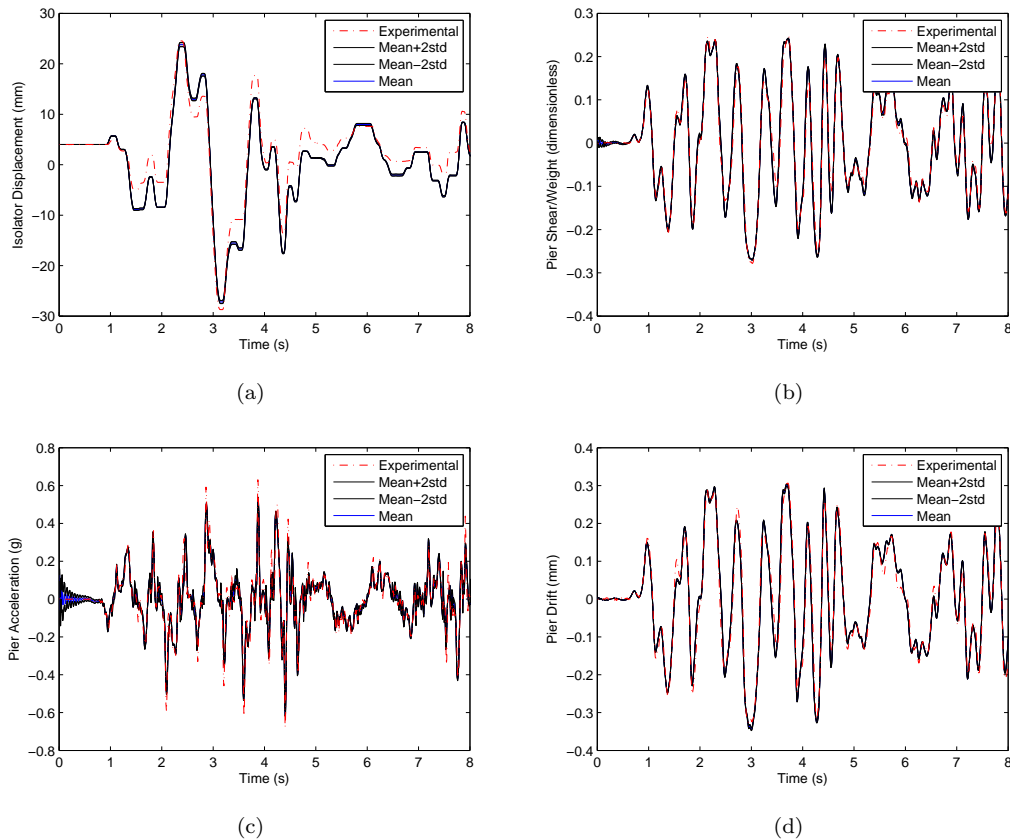 30
20
10
0
−10
−20
−30
0 1 2 3 4 5 6 7 8
Time (s)
Isolator Displacement (mm)
Experimental
Mean+2std
Mean−2std
Mean
(a)
0.4
0.3
0.2
0.1
0
−0.1
−0.2
−0.3
−0.4
0 1 2 3 4 5 6 7 8
Time (s)
Pier Shear/Weight (dimensionless)
Experimental
Mean+2std
Mean−2std
Mean
(b)
0.8
0.6
0.4
0.2
0
−0.2
−0.4
−0.6
−0.8
0 1 2 3 4 5 6 7 8
Time (s)
Pier Acceleration (g)
Experimental
Mean+2std
Mean−2std
Mean
(c)
0.4
0.3
0.2
0.1
0
−0.1
−0.2
−0.3
−0.4
0 1 2 3 4 5 6 7 8
Time (s)
Pier Drift (mm)
Experimental
Mean+2std
Mean−2std
Mean
(d)